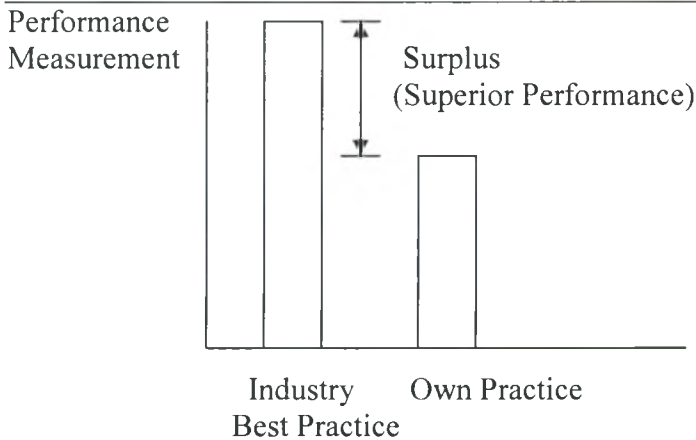 Performance
Measurement
Surplus
(Superior Performance)
Industry
Best Practice
Own Practice